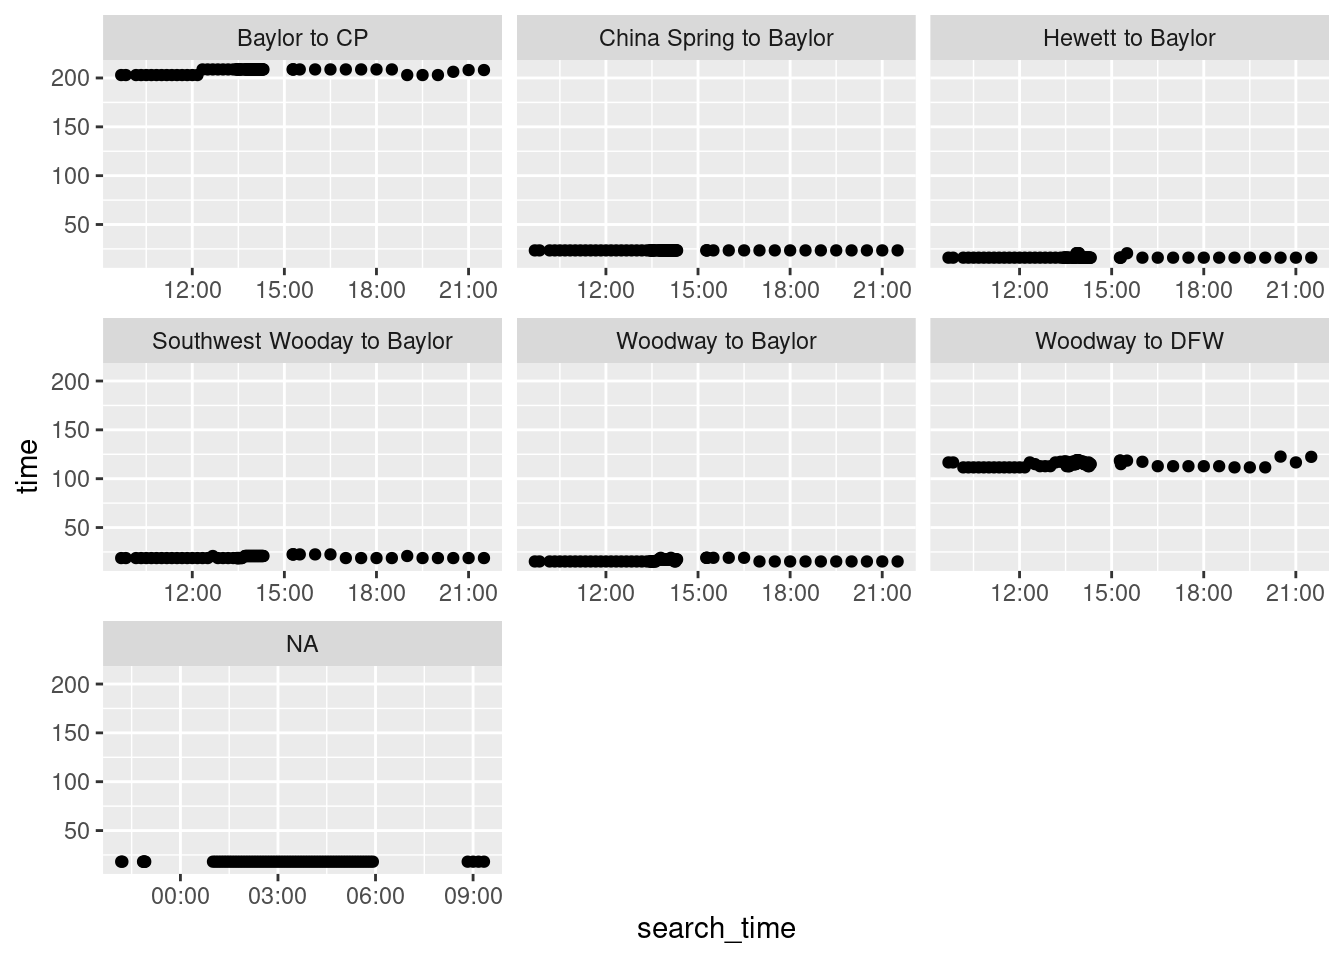 Baylor to CP
China Spring to Baylor
Hewett to Baylor
200
150
100
50
12:00 15:00 18:00 21:00
12:00 15:00 18:00 21:00
12:00 15:00 18:00 21:00
Southwest Wooday to Baylor
Woodway to Baylor
Woodway to DFW
200
150
100
50
time
12:00 15:00 18:00 21:00
12:00 15:00 18:00 21:00
12:00 15:00 18:00 21:00
NA
200
150
100
50
00:00 03:00 06:00 09:00
search_time